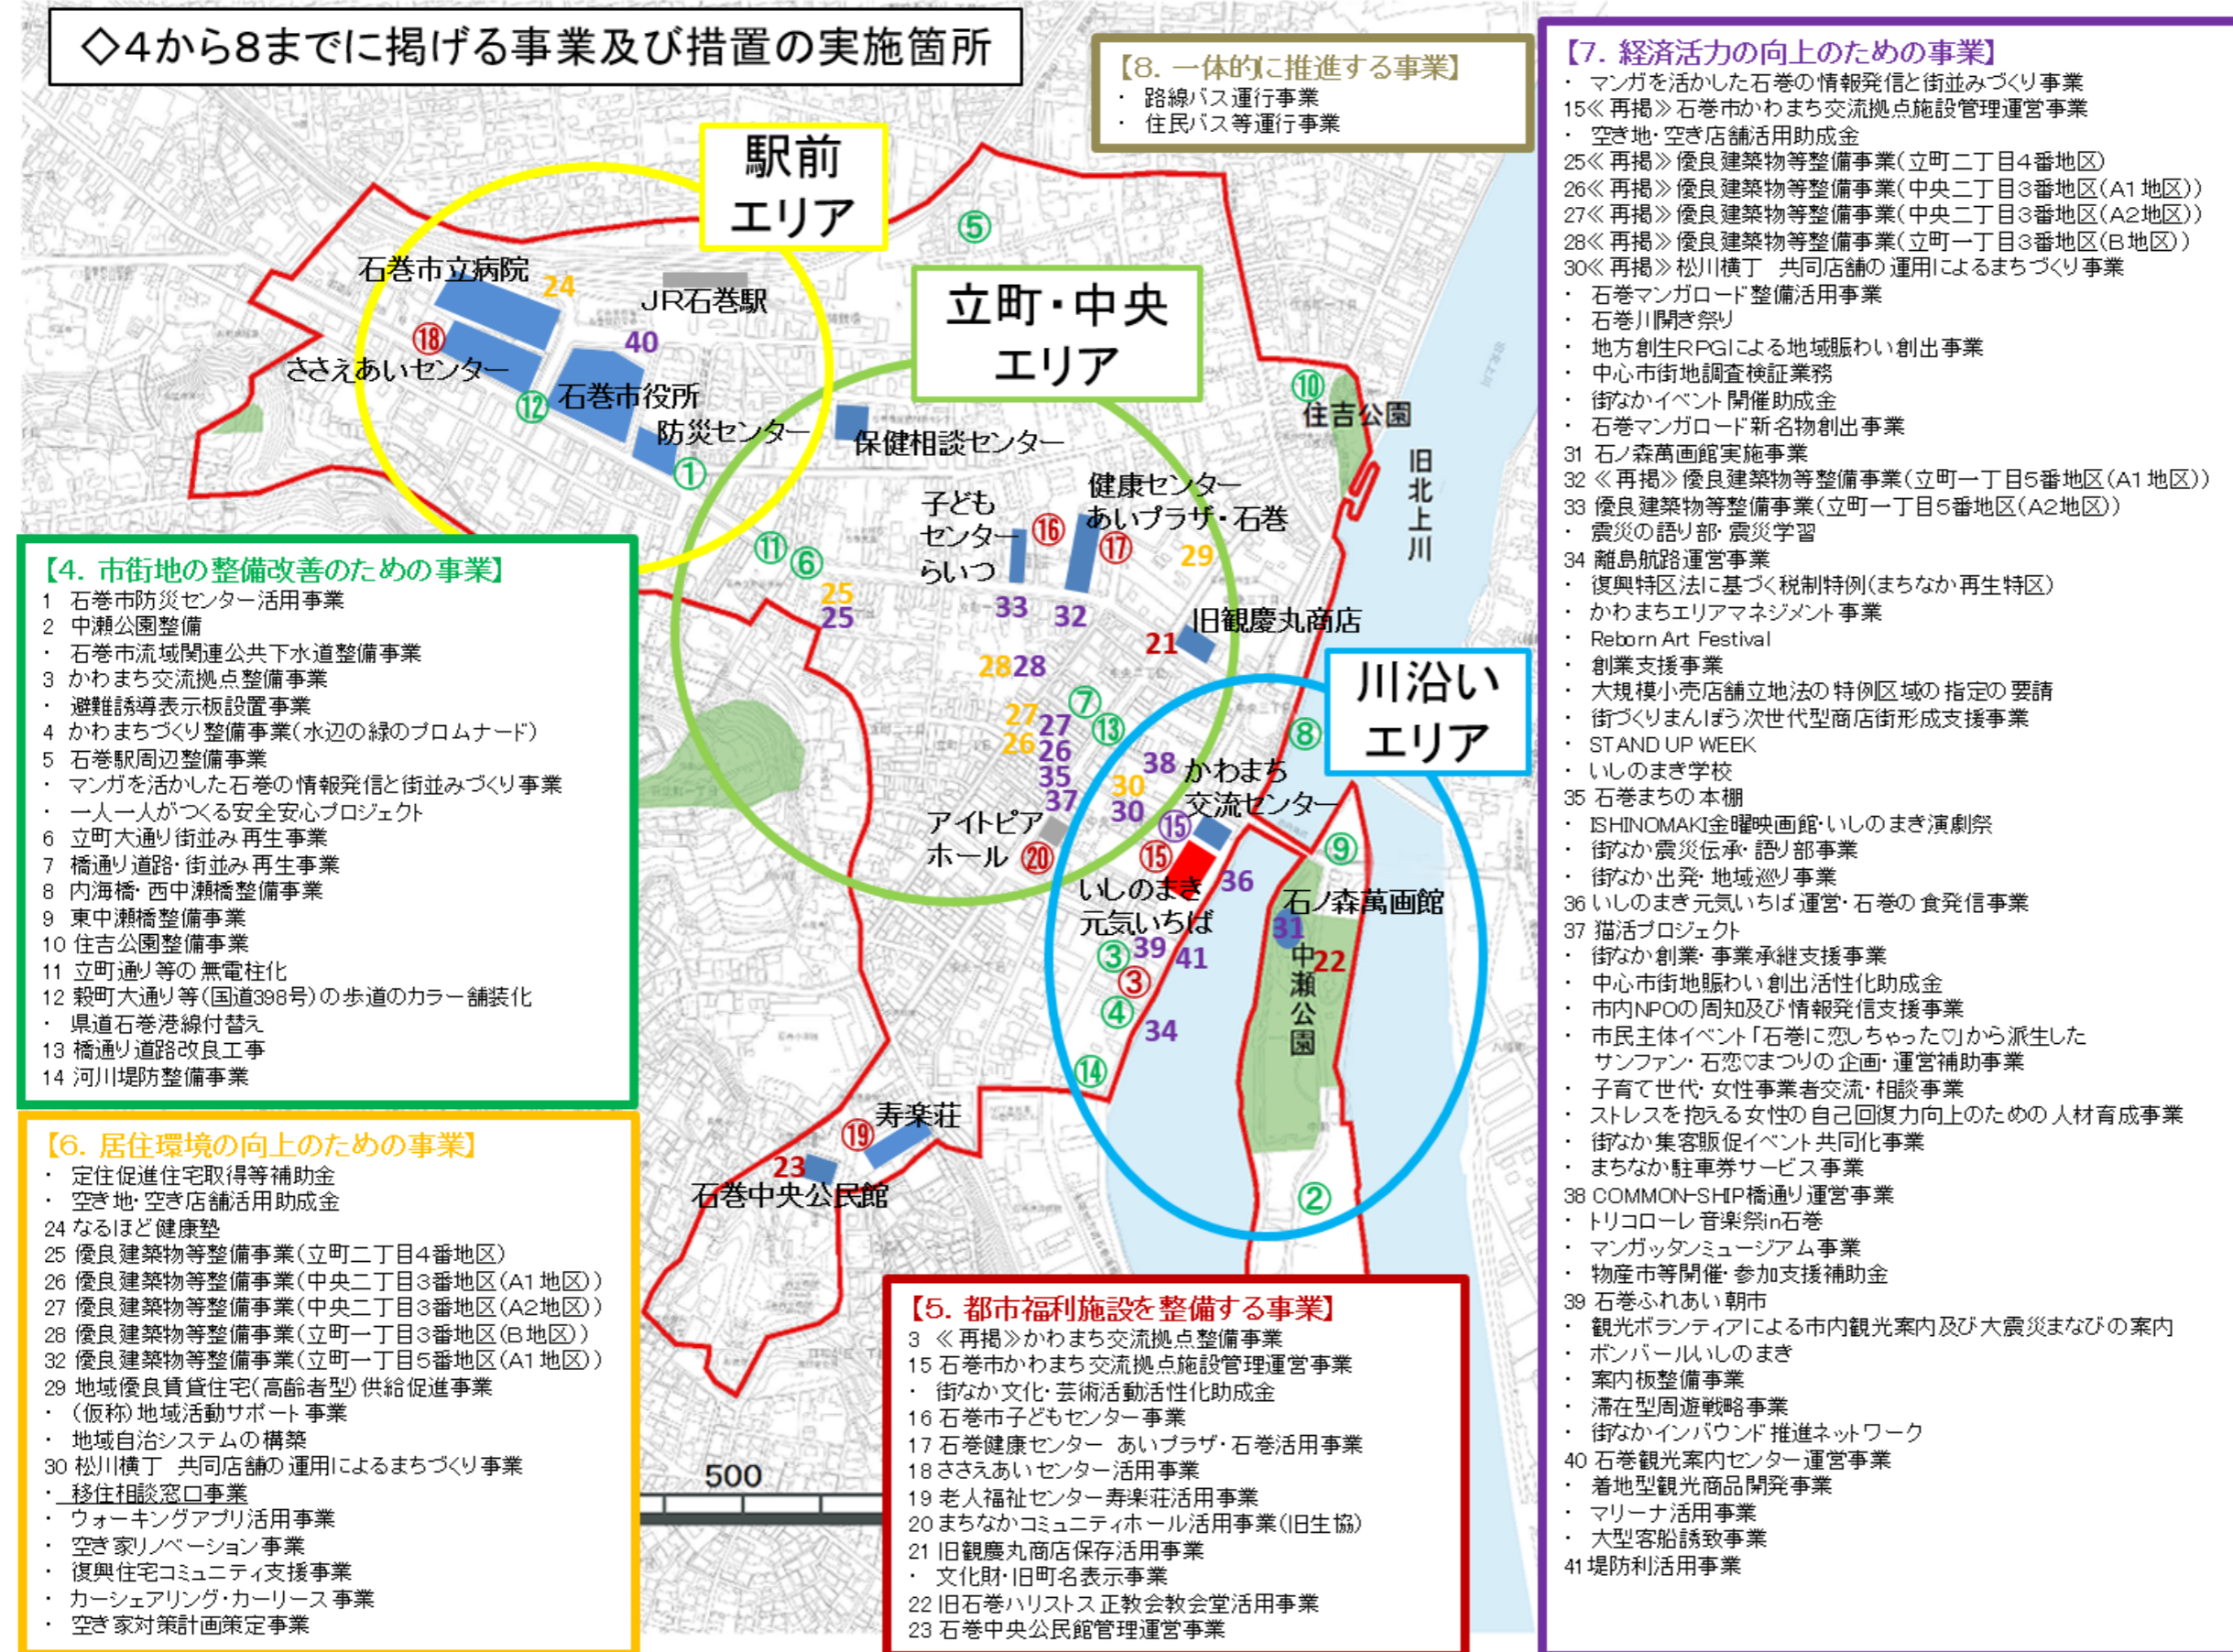 ◇4から8までに掲げる事業及び措置の実施箇所
【8. 一体的に推進する事業】
・ 路線バス運行事業
・ 住民バス等運行事業
駅前
エリア
⑤
石巻市立病院
24
JR石巻駅
立町・中央
エリア
⑱
40
ささえあいセンター
⑫
石巻市役所
防災センター
①
保健相談センター
⑩
住吉公園
旧北上川
子ども
センター
らいつ
⑯
健康センター
あいプラザ・石巻
⑰
29
⑪
⑥
25
25
33
32
21
旧観慶丸商店
28
28
川沿い
エリア
⑦
27
27
⑬
⑧
26
26
38
かわまち
交流センター
35
30
37
30
⑮
アイトピア
ホール
⑳
⑮
⑨
36
いしのまき
元気いちば
石ノ森萬画館
31
③
39
41
中瀬公園
22
③
④
34
⑭
寿楽荘
⑲
23
石巻中央公民館
②
500
【4. 市街地の整備改善のための事業】
1 石巻市防災センター活用事業
2 中瀬公園整備
・ 石巻市流域関連公共下水道整備事業
3 かわまち交流拠点整備事業
・ 避難誘導表示板設置事業
4 かわまちづくり整備事業(水辺の緑のプロムナード)
5 石巻駅周辺整備事業
・ マンガを活かした石巻の情報発信と街並みづくり事業
・ 一人一人がつくる安全安心プロジェクト
6 立町大通り街並み再生事業
7 橋通り道路・街並み再生事業
8 内海橋・西中瀬橋整備事業
9 東中瀬橋整備事業
10 住吉公園整備事業
11 立町通り等の無電柱化
12 穀町大通り等(国道398号)の歩道のカラー舗装化
・ 県道石巻港線付替え
13 橋通り道路改良工事
14 河川堤防整備事業
【6. 居住環境の向上のための事業】
・ 定住促進住宅取得等補助金
・ 空き地・空き店舗活用助成金
24 なるほど健康塾
25 優良建築物等整備事業(立町二丁目4番地区)
26 優良建築物等整備事業(中央二丁目3番地区(A1地区))
27 優良建築物等整備事業(中央二丁目3番地区(A2地区))
28 優良建築物等整備事業(立町一丁目3番地区(B地区))
32 優良建築物等整備事業(立町一丁目5番地区(A1地区))
29 地域優良賃貸住宅(高齢者型)供給促進事業
・ (仮称)地域活動サポート事業
・ 地域自治システムの構築
30 松川横丁 共同店舗の運用によるまちづくり事業
・ 移住相談窓口事業
・ ウォーキングアプリ活用事業
・ 空き家リノベーション事業
・ 復興住宅コミュニティ支援事業
・ カーシェアリング・カーリース事業
・ 空き家対策計画策定事業
【5. 都市福利施設を整備する事業】
3 ≪再掲≫かわまち交流拠点整備事業
15 石巻市かわまち交流拠点施設管理運営事業
・ 街なか文化・芸術活動活性化助成金
16 石巻市子どもセンター事業
17 石巻健康センター あいプラザ・石巻活用事業
18 ささえあいセンター活用事業
19 老人福祉センター寿楽荘活用事業
20 まちなかコミュニティホール活用事業(旧生協)
21 旧観慶丸商店保存活用事業
・ 文化財・旧町名表示事業
22 旧石巻ハリストス正教会教会堂活用事業
23 石巻中央公民館管理運営事業
【7. 経済活力の向上のための事業】
・ マンガを活かした石巻の情報発信と街並みづくり事業
15≪再掲≫石巻市かわまち交流拠点施設管理運営事業
・ 空き地・空き店舗活用助成金
25≪再掲≫優良建築物等整備事業(立町二丁目4番地区)
26≪再掲≫優良建築物等整備事業(中央二丁目3番地区(A1地区))
27≪再掲≫優良建築物等整備事業(中央二丁目3番地区(A2地区))
28≪再掲≫優良建築物等整備事業(立町一丁目3番地区(B地区))
30≪再掲≫松川横丁 共同店舗の運用によるまちづくり事業
・ 石巻マンガロード整備活用事業
・ 石巻川開き祭り
・ 地方創生RPGによる地域賑わい創出事業
・ 中心市街地調査検証業務
・ 街なかイベント開催助成金
・ 石巻マンガロード新名物創出事業
31 石ノ森萬画館実施事業
32 ≪再掲≫優良建築物等整備事業(立町一丁目5番地区(A1地区))
33 優良建築物等整備事業(立町一丁目5番地区(A2地区))
・ 震災の語り部・震災学習
34 離島航路運営事業
・ 復興特区法に基づく税制特例(まちなか再生特区)
・ かわまちエリアマネジメント事業
・ Reborn Art Festival
・ 創業支援事業
・ 大規模小売店舗立地法の特例区域の指定の要請
・ 街づくりまんぼう次世代型商店街形成支援事業
・ STAND UP WEEK
・ いしのまき学校
35 石巻まちの本棚
・ ISHINOMAKI金曜映画館・いしのまき演劇祭
・ 街なか震災伝承・語り部事業
・ 街なか出発・地域巡り事業
36 いしのまき元気いちば運営・石巻の食発信事業
37 猫活プロジェクト
・ 街なか創業・事業承継支援事業
・ 中心市街地賑わい創出活性化助成金
・ 市内NPOの周知及び情報発信支援事業
・ 市民主体イベント「石巻に恋しちゃった♡」から派生した
サンファン・石恋♡まつりの企画・運営補助事業
・ 子育て世代・女性事業者交流・相談事業
・ ストレスを抱える女性の自己回復力向上のための人材育成事業
・ 街なか集客販促イベント共同化事業
・ まちなか駐車券サービス事業
38 COMMON-SHIP橋通り運営事業
・ トリコローレ音楽祭in石巻
・ マンガッタンミュージアム事業
・ 物産市等開催・参加支援補助金
39 石巻ふれあい朝市
・ 観光ボランティアによる市内観光案内及び大震災まなびの案内
・ ボンバールいしのまき
・ 案内板整備事業
・ 滞在型周遊戦略事業
・ 街なかインバウンド推進ネットワーク
40 石巻観光案内センター運営事業
・ 着地型観光商品開発事業
・ マリーナ活用事業
・ 大型客船誘致事業
41 堤防利活用事業